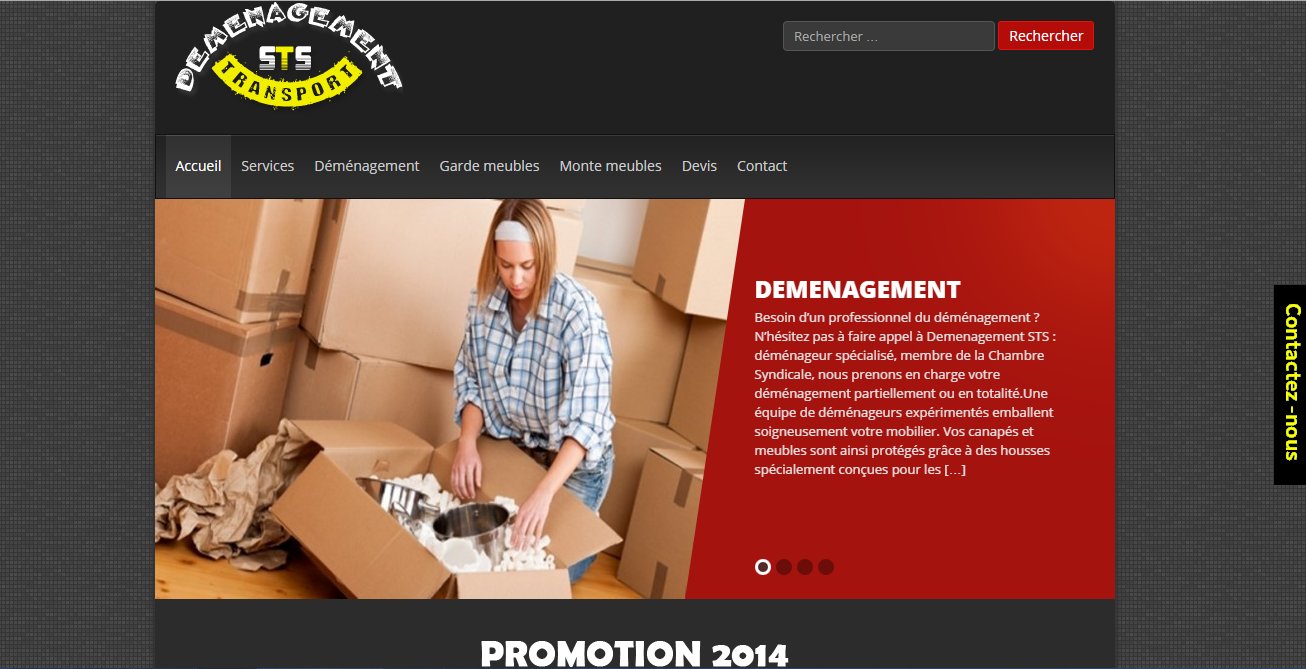 DEMENAGEMENT
STS
TRANSPORT
Rechercher …
Rechercher
Accueil
Services
Déménagement
Garde meubles
Monte meubles
Devis
Contact
DEMENAGEMENT
Besoin d’un professionnel du déménagement ?
N’hésitez pas à faire appel à Demenagement STS :
déménageur spécialisé, membre de la Chambre
Syndicale, nous prenons en charge votre
déménagement partiellement ou en totalité.Une
équipe de déménageurs expérimentés emballent
soigneusement votre mobilier. Vos canapés et
meubles sont ainsi protégés grâce à des housses
spécialement conçues pour les […]
Contactez -nous
PROMOTION 2014